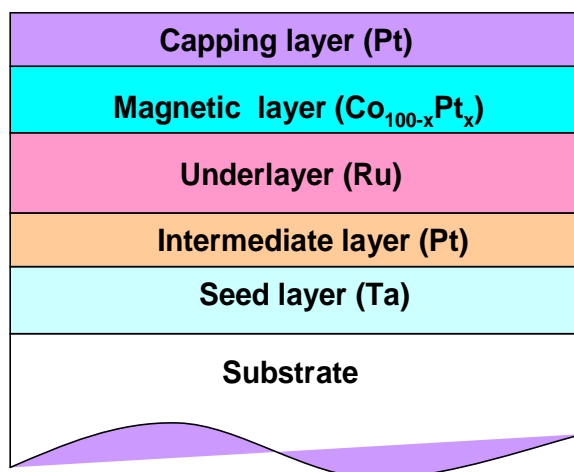 Capping layer (Pt)
Magnetic layer (Co₁₀₀₋ₓPtₓ)
Underlayer (Ru)
Intermediate layer (Pt)
Seed layer (Ta)
Substrate